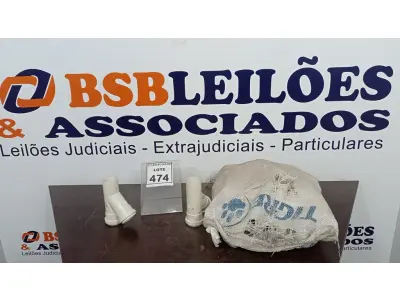 BSBLEILÕES
& ASSOCIADOS
Leilões Judiciais - Extrajudiciais - Particulares
LOTE
474
TIGRE